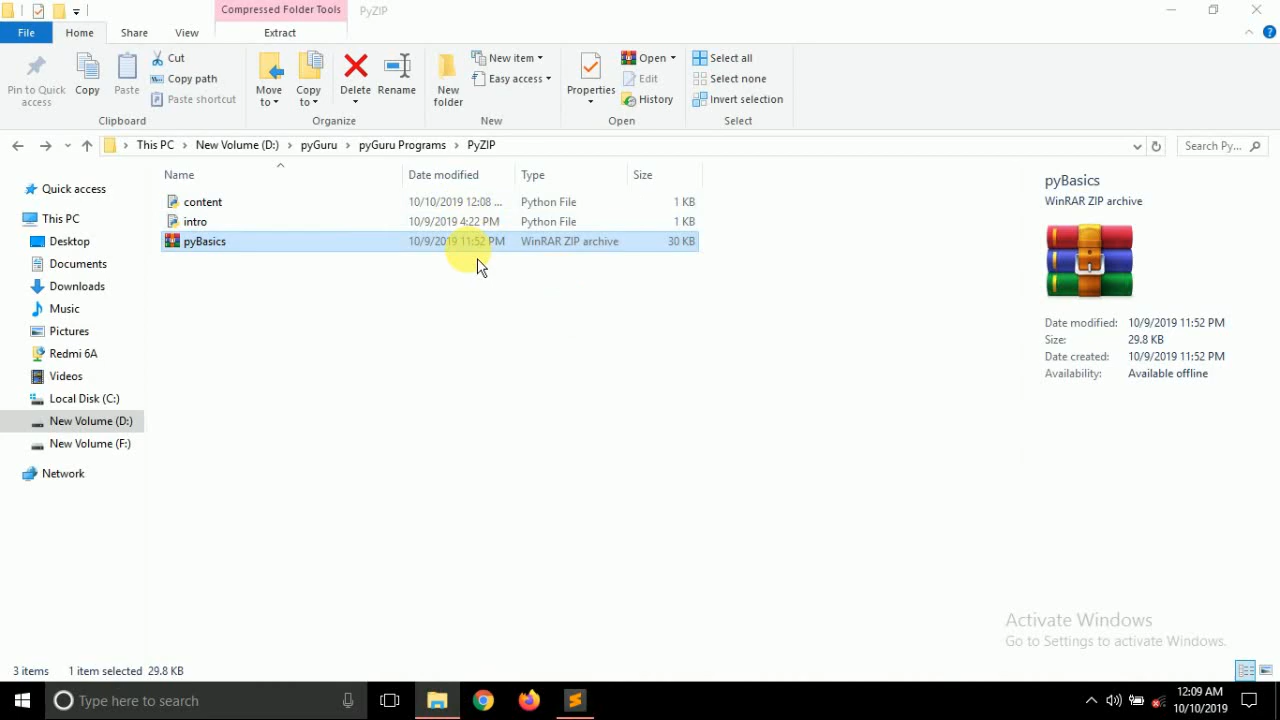 Compressed Folder Tools PyZIP
File Home Share View Extract
Pin to Quick access
Copy
Paste
Cut
Copy path
Paste shortcut
Clipboard
Move to
Copy to
Delete
Rename
Organize
New folder
New item
Easy access
New
Properties
Open
Edit
History
Open
Select all
Select none
Invert selection
Select
This PC > New Volume (D:) > pyGuru > pyGuru Programs > PyZIP
Search Py...
Name Date modified Type Size
content 10/10/2019 12:08 ... Python File 1 KB
intro 10/9/2019 4:22 PM Python File 1 KB
pyBasics 10/9/2019 11:52 PM WinRAR ZIP archive 30 KB
Quick access
This PC
Desktop
Documents
Downloads
Music
Pictures
Redmi 6A
Videos
Local Disk (C:)
New Volume (D:)
New Volume (F:)
Network
pyBasics
WinRAR ZIP archive
Date modified: 10/9/2019 11:52 PM
Size: 29.8 KB
Date created: 10/9/2019 11:52 PM
Availability: Available offline
Activate Windows
Go to Settings to activate Windows.
3 items 1 item selected 29.8 KB
Type here to search
12:09 AM
10/10/2019